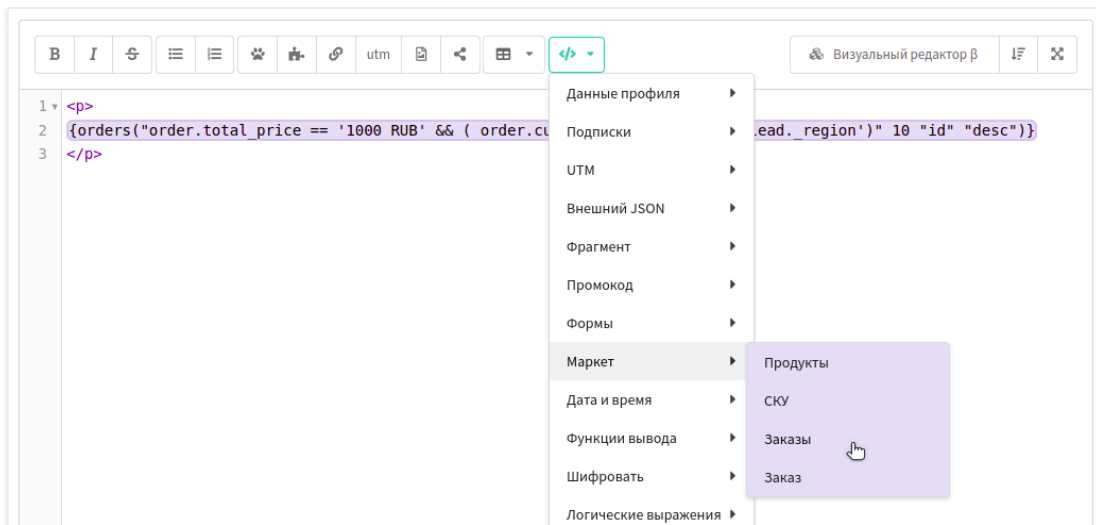 B I S utm </> Визуальный редактор β
1 <p>
2 {orders("order.total_price == '1000 RUB' && ( order.cu ead._region')" 10 "id" "desc")}
3 </p>
Данные профиля
Подписки
UTM
Внешний JSON
Фрагмент
Промокод
Формы
Маркет
Продукты
Дата и время
СКУ
Функции вывода
Заказы
Шифровать
Заказ
Логические выражения